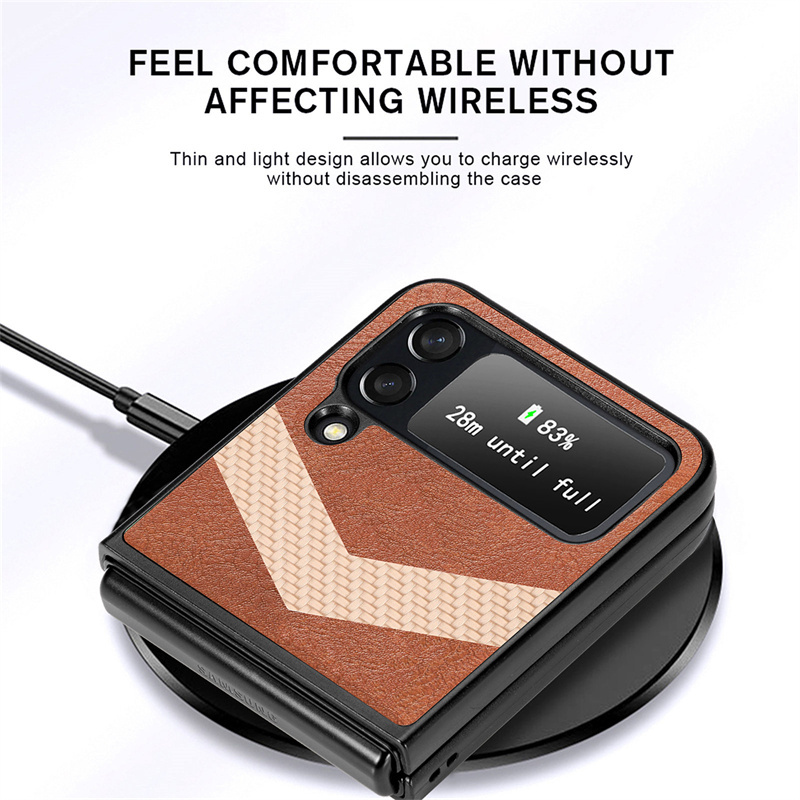 FEEL COMFORTABLE WITHOUT
AFFECTING WIRELESS
Thin and light design allows you to charge wirelessly
without disassembling the case
83%
28m until full